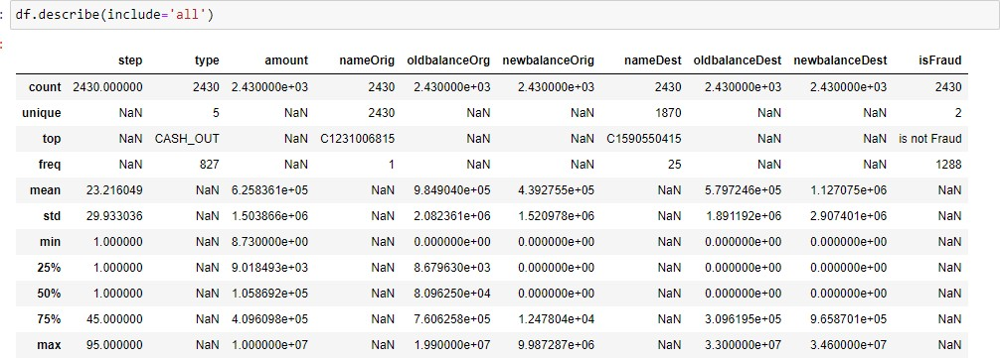 : df.describe(include='all')
:
step type amount nameOrig oldbalanceOrg newbalanceOrig nameDest oldbalanceDest newbalanceDest isFraud
count 2430.000000 2430 2.430000e+03 2430 2.430000e+03 2.430000e+03 2430 2.430000e+03 2.430000e+03 2430
unique NaN 5 NaN 2430 NaN NaN 1870 NaN NaN 2
top NaN CASH_OUT NaN C1231006815 NaN NaN C1590550415 NaN NaN is not Fraud
freq NaN 827 NaN 1 NaN NaN 25 NaN NaN 1288
mean 23.216049 NaN 6.258361e+05 NaN 9.849040e+05 4.392755e+05 NaN 5.797246e+05 1.127075e+06 NaN
std 29.933036 NaN 1.503866e+06 NaN 2.082361e+06 1.520978e+06 NaN 1.891192e+06 2.907401e+06 NaN
min 1.000000 NaN 8.730000e+00 NaN 0.000000e+00 0.000000e+00 NaN 0.000000e+00 0.000000e+00 NaN
25% 1.000000 NaN 9.018493e+03 NaN 8.679630e+03 0.000000e+00 NaN 0.000000e+00 0.000000e+00 NaN
50% 1.000000 NaN 1.058692e+05 NaN 8.096250e+04 0.000000e+00 NaN 0.000000e+00 0.000000e+00 NaN
75% 45.000000 NaN 4.096098e+05 NaN 7.606258e+05 1.247804e+04 NaN 3.096195e+05 9.658701e+05 NaN
max 95.000000 NaN 1.000000e+07 NaN 1.990000e+07 9.987287e+06 NaN 3.300000e+07 3.460000e+07 NaN